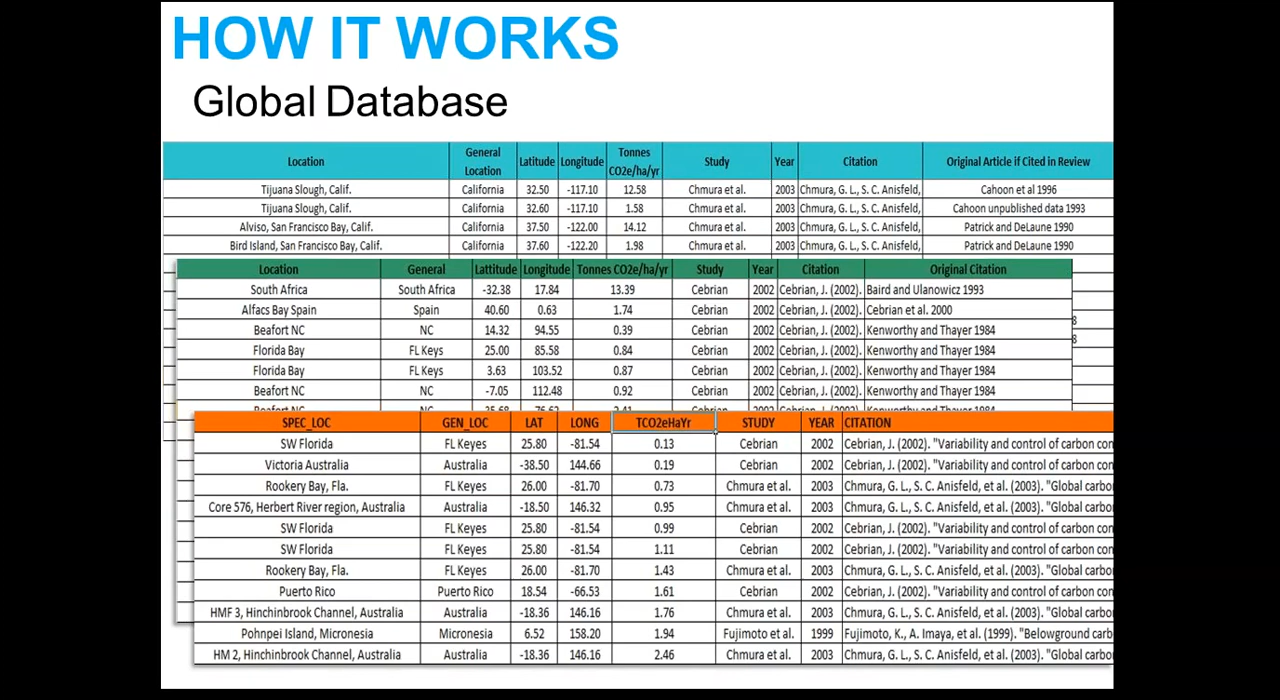 HOW IT WORKS
Global Database
Location General Location Latitude Longitude Tonnes CO2e/ha/yr Study Year Citation Original Article if Cited in Review
Tijuana Slough, Calif. California 32.50 -117.10 12.58 Chmura et al. 2003 Chmura, G. L., S. C. Anisfeld, Cahoon et al 1996
Tijuana Slough, Calif. California 32.60 -117.10 1.58 Chmura et al. 2003 Chmura, G. L., S. C. Anisfeld, Cahoon unpublished data 1993
Alviso, San Francisco Bay, Calif. California 37.50 -122.00 14.12 Chmura et al. 2003 Chmura, G. L., S. C. Anisfeld, Patrick and DeLaune 1990
Bird Island, San Francisco Bay, Calif. California 37.60 -122.20 1.98 Chmura et al. 2003 Chmura, G. L., S. C. Anisfeld, Patrick and DeLaune 1990
Location General Lattitude Longitude Tonnes CO2e/ha/yr Study Year Citation Original Citation
South Africa South Africa -32.38 17.84 13.39 Cebrian 2002 Cebrian, J. (2002). Baird and Ulanowicz 1993
Alfacs Bay Spain Spain 40.60 0.63 1.74 Cebrian 2002 Cebrian, J. (2002). Cebrian et al. 2000
Beafort NC NC 14.32 94.55 0.39 Cebrian 2002 Cebrian, J. (2002). Kenworthy and Thayer 1984
Florida Bay FL Keys 25.00 85.58 0.84 Cebrian 2002 Cebrian, J. (2002). Kenworthy and Thayer 1984
Florida Bay FL Keys 3.63 103.52 0.87 Cebrian 2002 Cebrian, J. (2002). Kenworthy and Thayer 1984
Beafort NC NC -7.05 112.48 0.92 Cebrian 2002 Cebrian, J. (2002). Kenworthy and Thayer 1984
SPEC_LOC GEN_LOC LAT LONG TCO2eHaYr STUDY YEAR CITATION
SW Florida FL Keyes 25.80 -81.54 0.13 Cebrian 2002 Cebrian, J. (2002). "Variability and control of carbon con
Victoria Australia Australia -38.50 144.66 0.19 Cebrian 2002 Cebrian, J. (2002). "Variability and control of carbon con
Rookery Bay, Fla. FL Keyes 26.00 -81.70 0.73 Chmura et al. 2003 Chmura, G. L., S. C. Anisfeld, et al. (2003). "Global carbo
Core 576, Herbert River region, Australia Australia -18.50 146.32 0.95 Chmura et al. 2003 Chmura, G. L., S. C. Anisfeld, et al. (2003). "Global carbo
SW Florida FL Keyes 25.80 -81.54 0.99 Cebrian 2002 Cebrian, J. (2002). "Variability and control of carbon con
SW Florida FL Keyes 25.80 -81.54 1.11 Cebrian 2002 Cebrian, J. (2002). "Variability and control of carbon con
Rookery Bay, Fla. FL Keyes 26.00 -81.70 1.43 Chmura et al. 2003 Chmura, G. L., S. C. Anisfeld, et al. (2003). "Global carbo
Puerto Rico Puerto Rico 18.54 -66.53 1.61 Cebrian 2002 Cebrian, J. (2002). "Variability and control of carbon con
HMF 3, Hinchinbrook Channel, Australia Australia -18.36 146.16 1.76 Chmura et al. 2003 Chmura, G. L., S. C. Anisfeld, et al. (2003). "Global carbo
Pohnpei Island, Micronesia Micronesia 6.52 158.20 1.94 Fujimoto et al. 1999 Fujimoto, K., A. Imaya, et al. (1999). "Belowground carb
HM 2, Hinchinbrook Channel, Australia Australia -18.36 146.16 2.46 Chmura et al. 2003 Chmura, G. L., S. C. Anisfeld, et al. (2003). "Global carbo